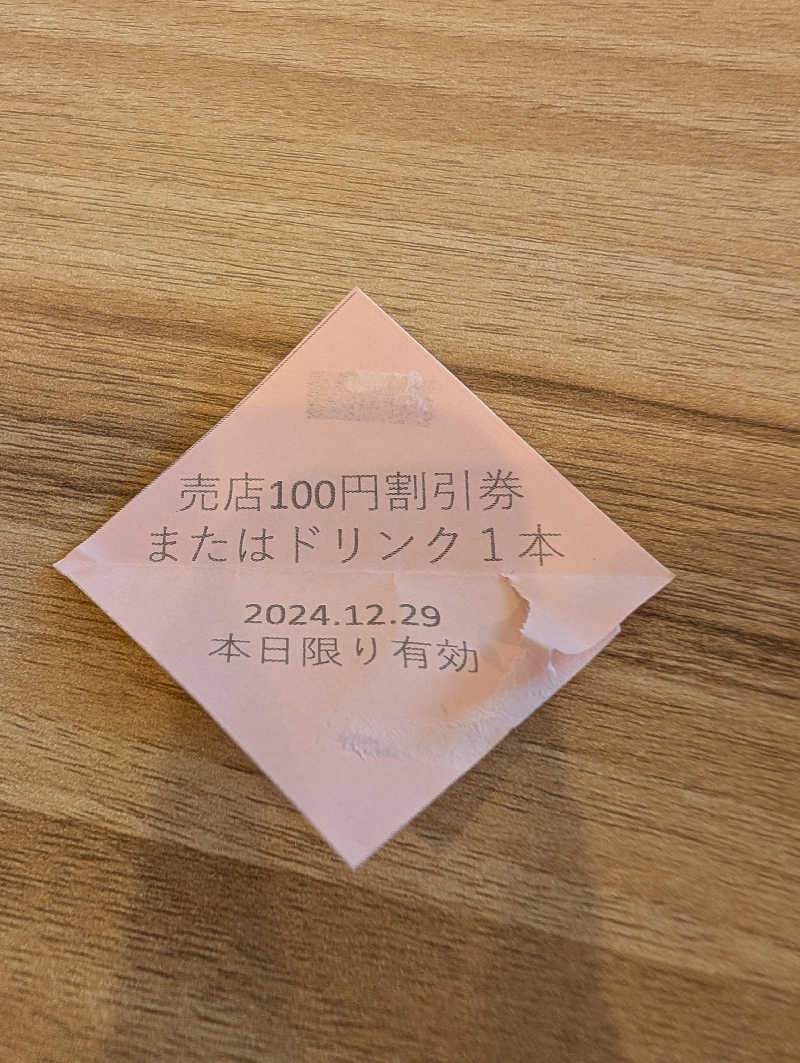 売店100円割引券
またはドリンク１本
2024.12.29
本日限り有効